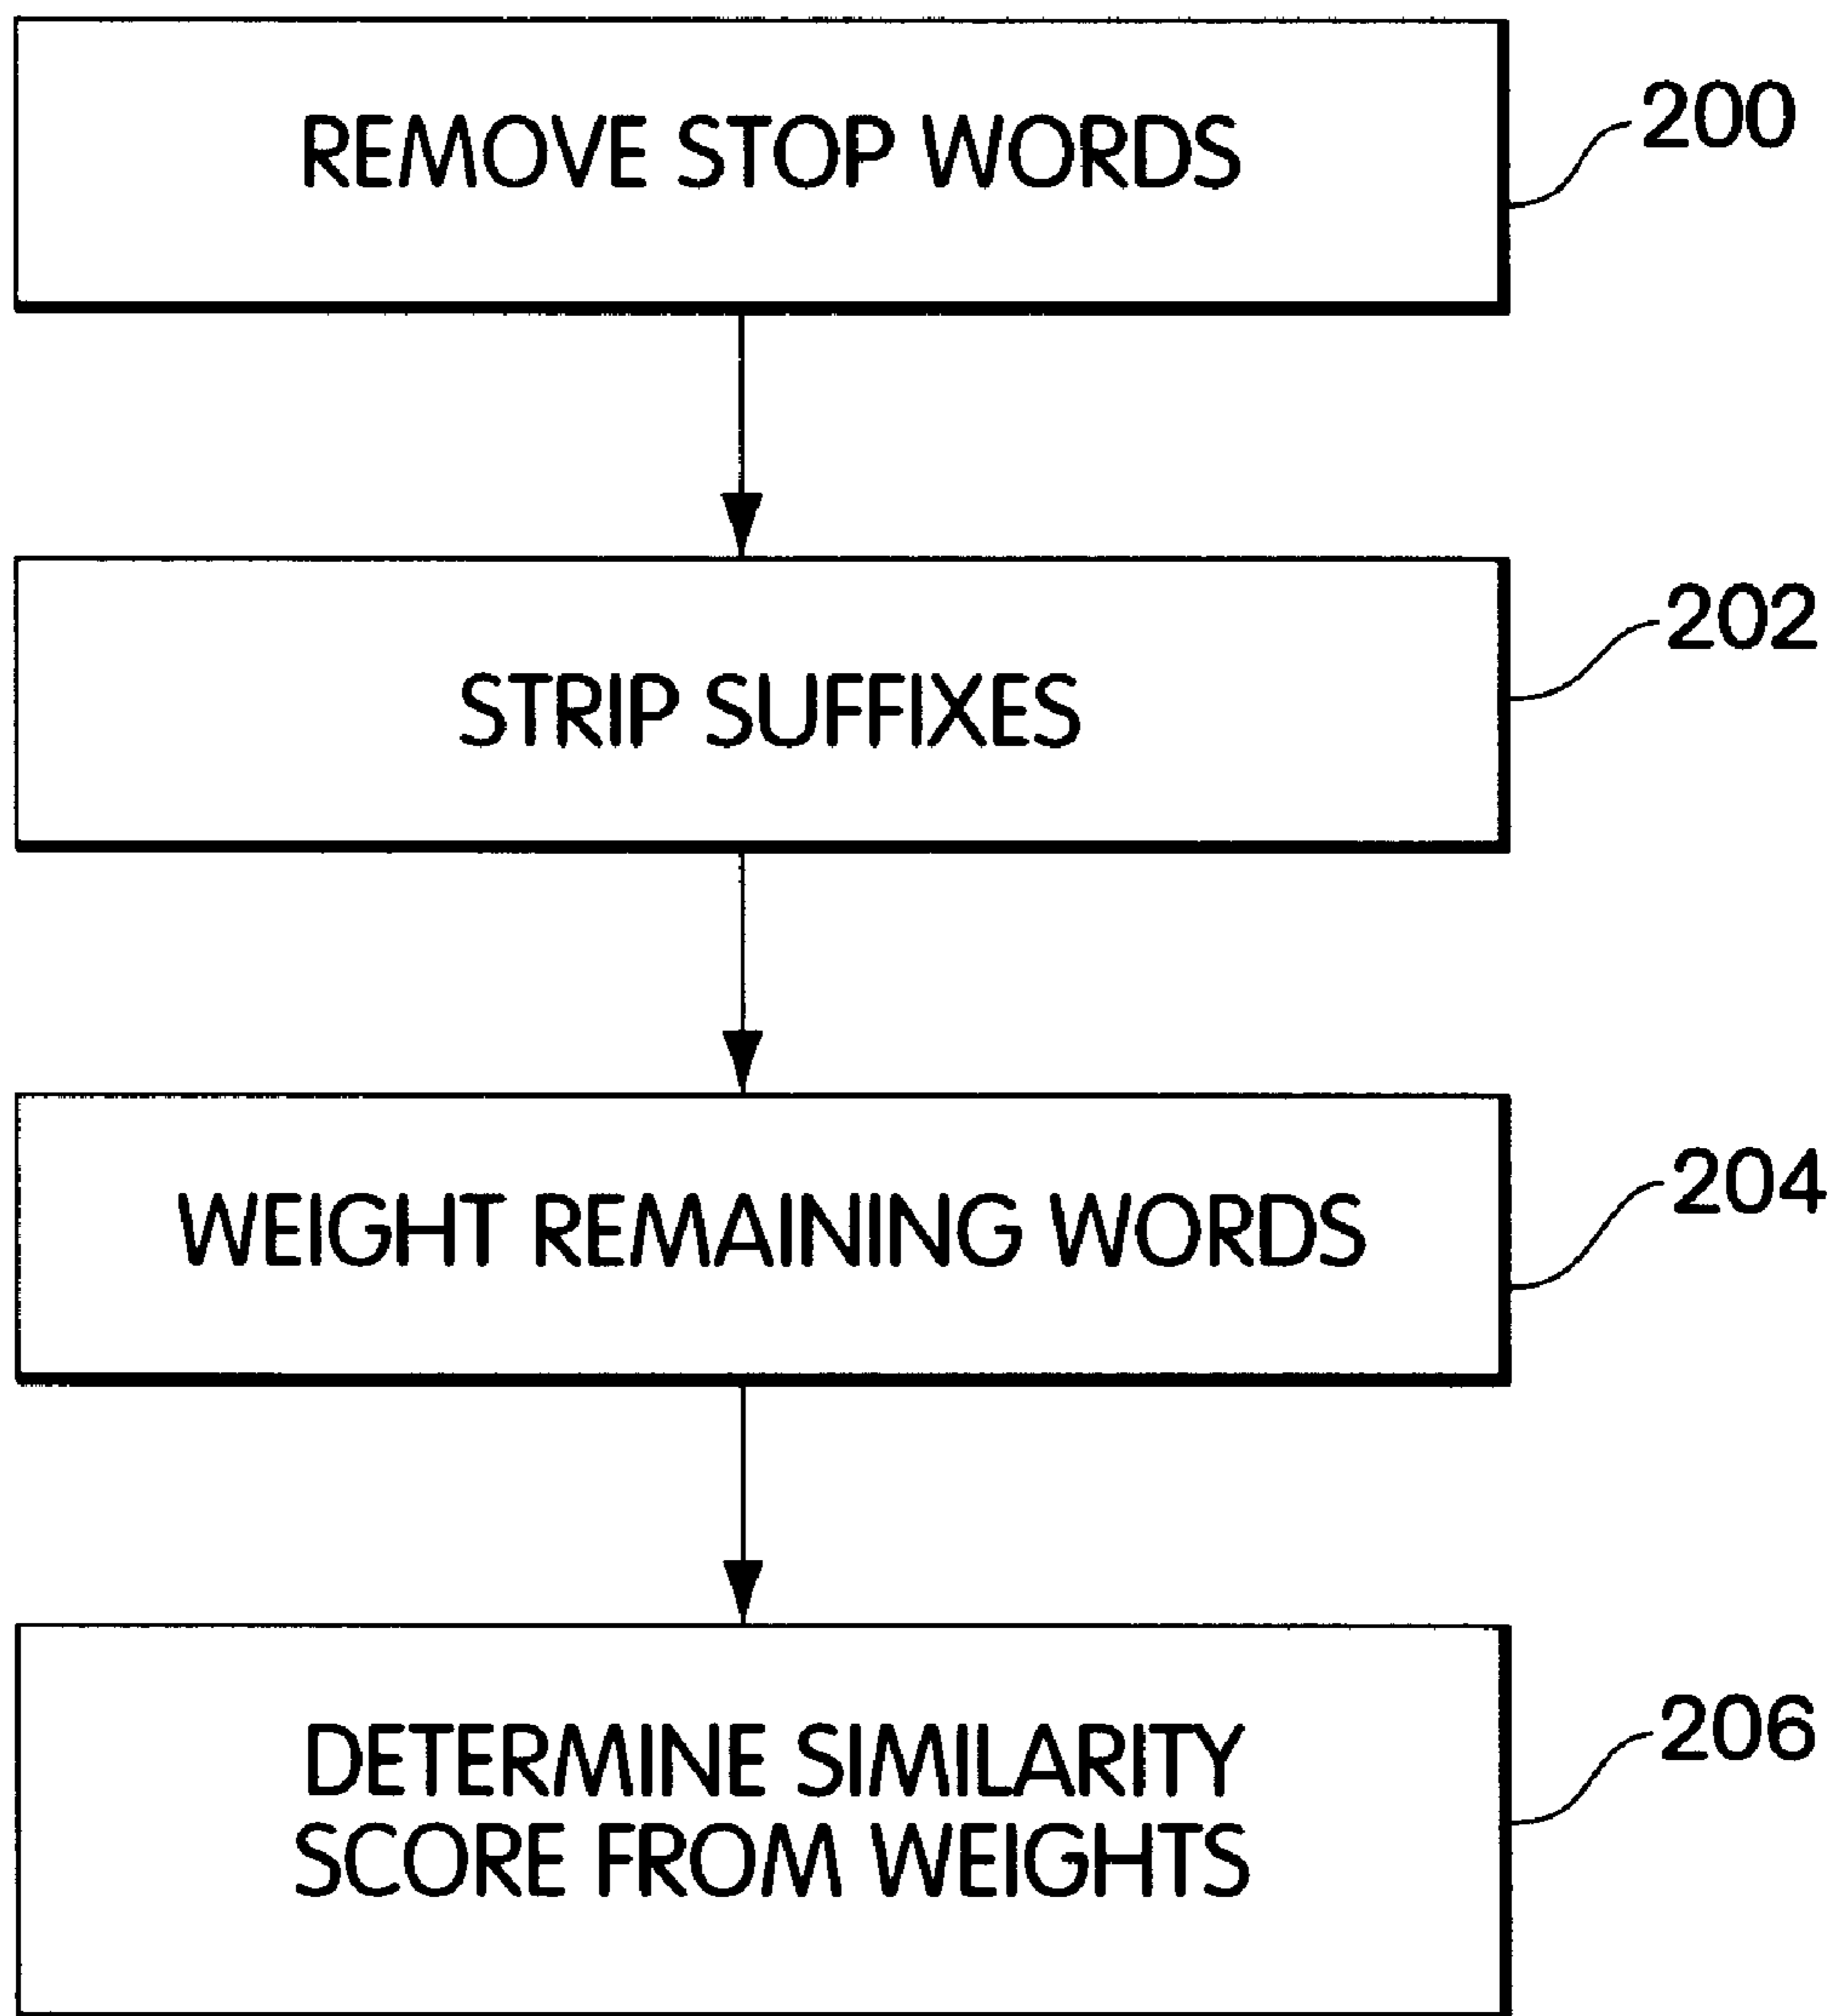 REMOVE STOP WORDS
200
STRIP SUFFIXES
202
WEIGHT REMAINING WORDS
204
DETERMINE SIMILARITY
SCORE FROM WEIGHTS
206